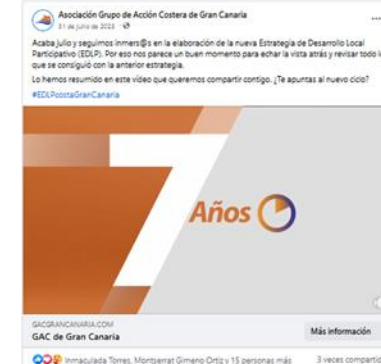 Asociación Grupo de Acción Costera de Gran Canaria
31 de julio de 2023
Acaba julio y seguimos inmers@s en la elaboración de la nueva Estrategia de Desarrollo Local
Participativo (EDLP). Por eso nos parece un buen momento para echar la vista atrás y revisar todo l
que se consiguió con la anterior estrategia.
Lo hemos resumido en este vídeo que queremos compartir contigo. ¿Te apuntas al nuevo ciclo?
#EDLPcostaGranCanaria
7
Años
GACGRANCANARIA.COM
GAC de Gran Canaria
Más información
Inmaculada Torres, Montserrat Gimeno Ortiz y 15 personas más
3 veces compartid